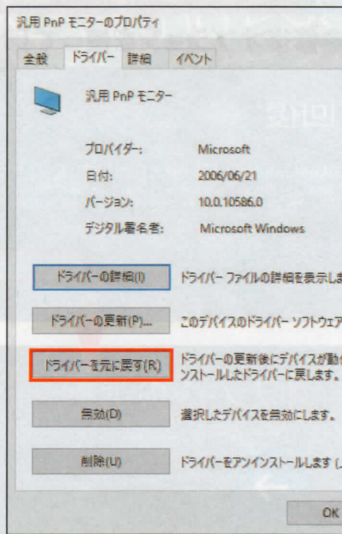 汎用 PnP モニターのプロパティ
全般 ドライバー 詳細 イベント
汎用 PnP モニター
プロバイダー: Microsoft
日付: 2006/06/21
バージョン: 10.0.10586.0
デジタル署名者: Microsoft Windows
ドライバーの詳細(I) ドライバー ファイルの詳細を表示しま
ドライバーの更新(P)... このデバイスのドライバー ソフトウェア
ドライバーを元に戻す(R) ドライバーの更新後にデバイスが動作
ンストールしたドライバーに戻します。
無効(D) 選択したデバイスを無効にします。
削除(U) ドライバーをアンインストールします (
OK